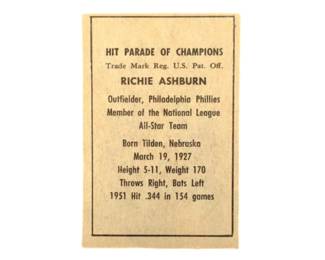 HIT PARADE OF CHAMPIONS
Trade Mark Reg. U.S. Pat. Off.
RICHIE ASHBURN
Outfielder, Philadelphia Phillies
Member of the National League
All-Star Team
Born Tilden, Nebraska
March 19, 1927
Height 5-11, Weight 170
Throws Right, Bats Left
1951 Hit .344 in 154 games